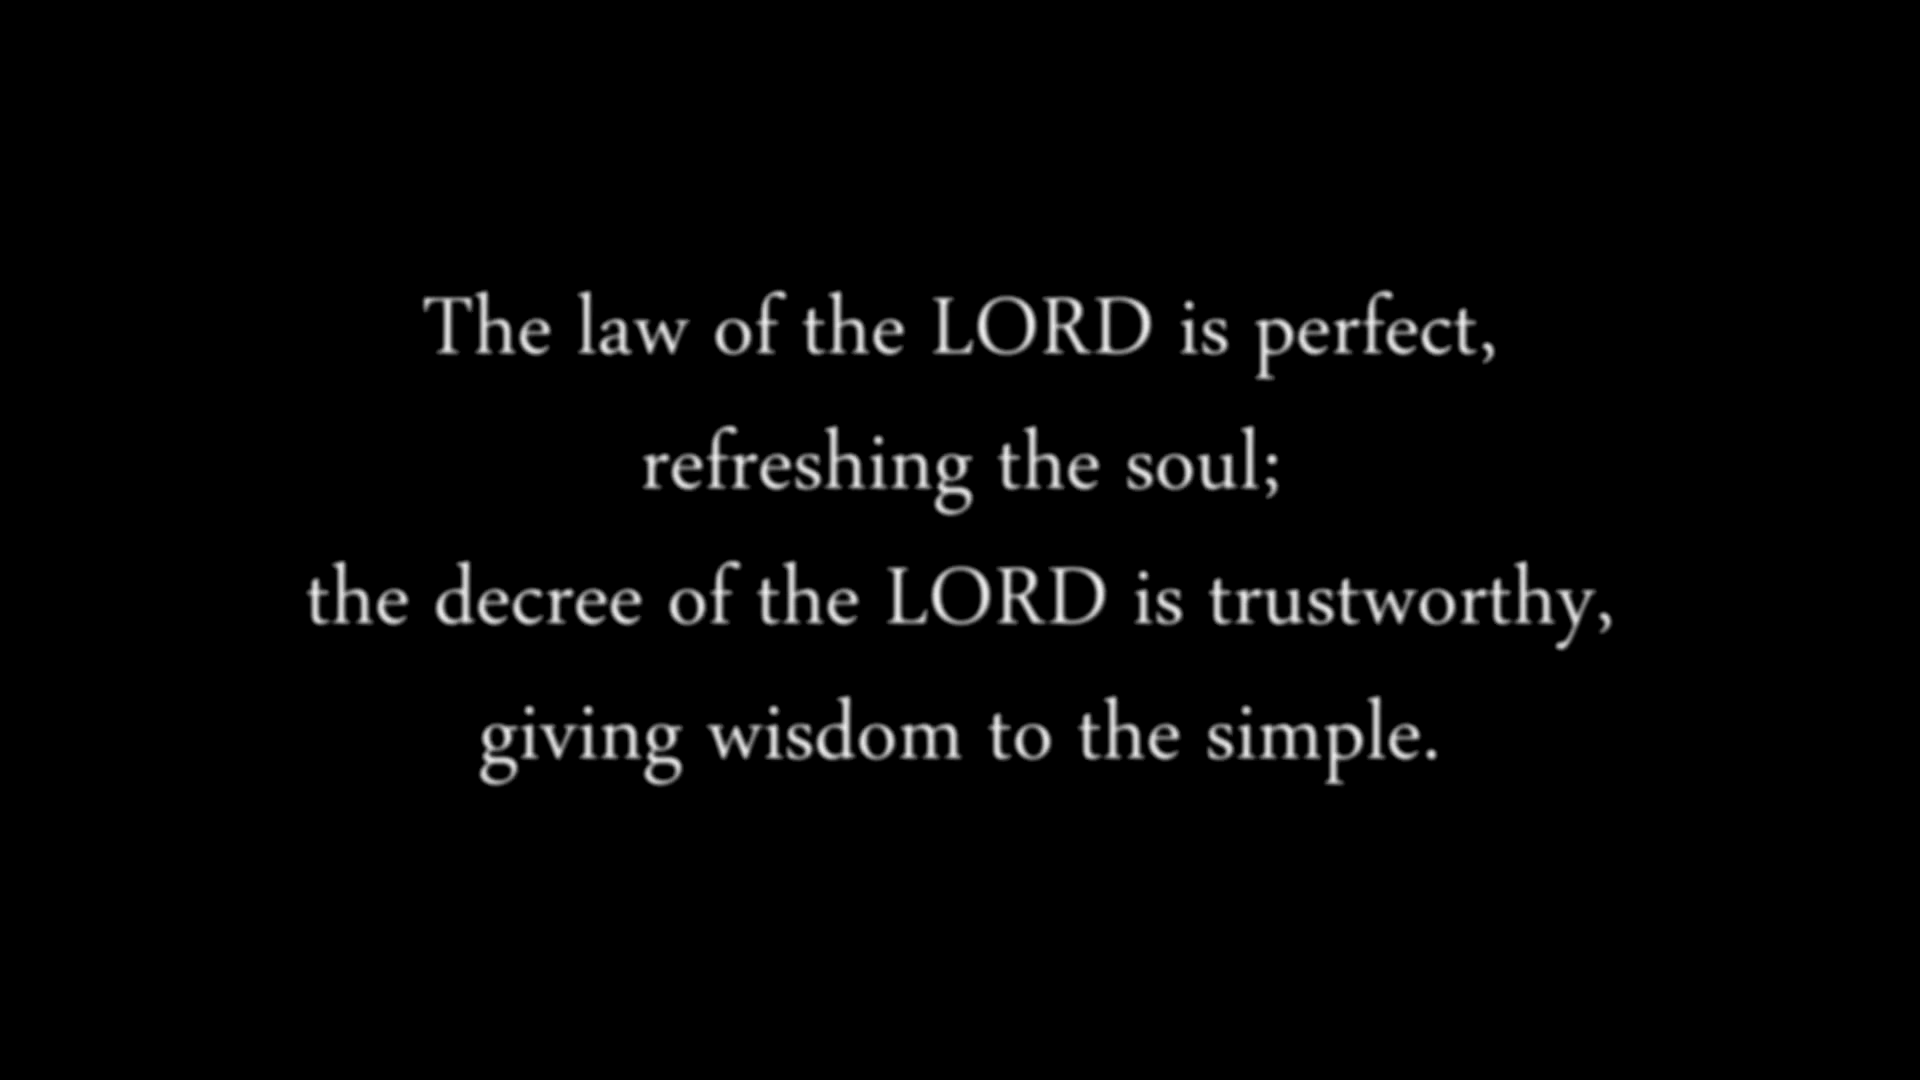 The law of the LORD is perfect,
refreshing the soul;
the decree of the LORD is trustworthy,
giving wisdom to the simple.